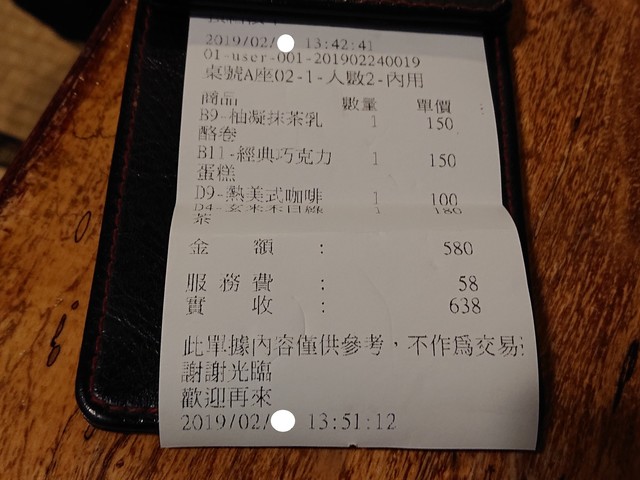 2019/02/ 13:42:41
01-user-001-201902240019
桌號A座02-1-人數2-內用
商品 數量 單價
B9-柚凝抹茶乳 1 150
酪卷
B11-經典巧克力 1 150
蛋糕
D9-熱美式咖啡 1 100
1 180
茶
金額: 580
服務費: 58
實收: 638
此單據內容僅供參考,不作為交易
謝謝光臨
歡迎再來
2019/02/ 13:51:12